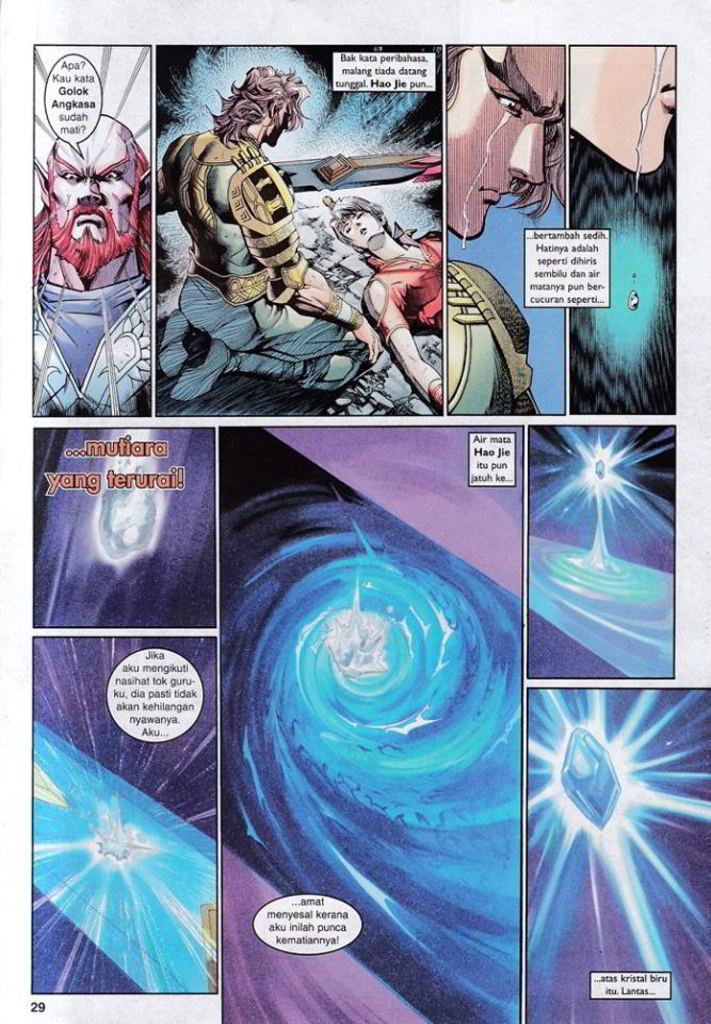 Apa?
Kau kata
Golok
Angkasa
sudah
mati?
Bak kata peribahasa,
malang tiada datang
tunggal. Hao Jie pun...
...bertambah sedih.
Hatinya adalah
seperti dihiris
sembilu dan air
matanya pun ber-
cucuran seperti...
...mutiara
yang terurai!
Air mata
Hao Jie
itu pun
jatuh ke...
Jika
aku mengikuti
nasihat tok guru-
ku, dia pasti tidak
akan kehilangan
nyawanya.
Aku...
...amat
menyesal kerana
aku inilah punca
kematiannya!
...atas kristal biru
itu. Lantas...
29